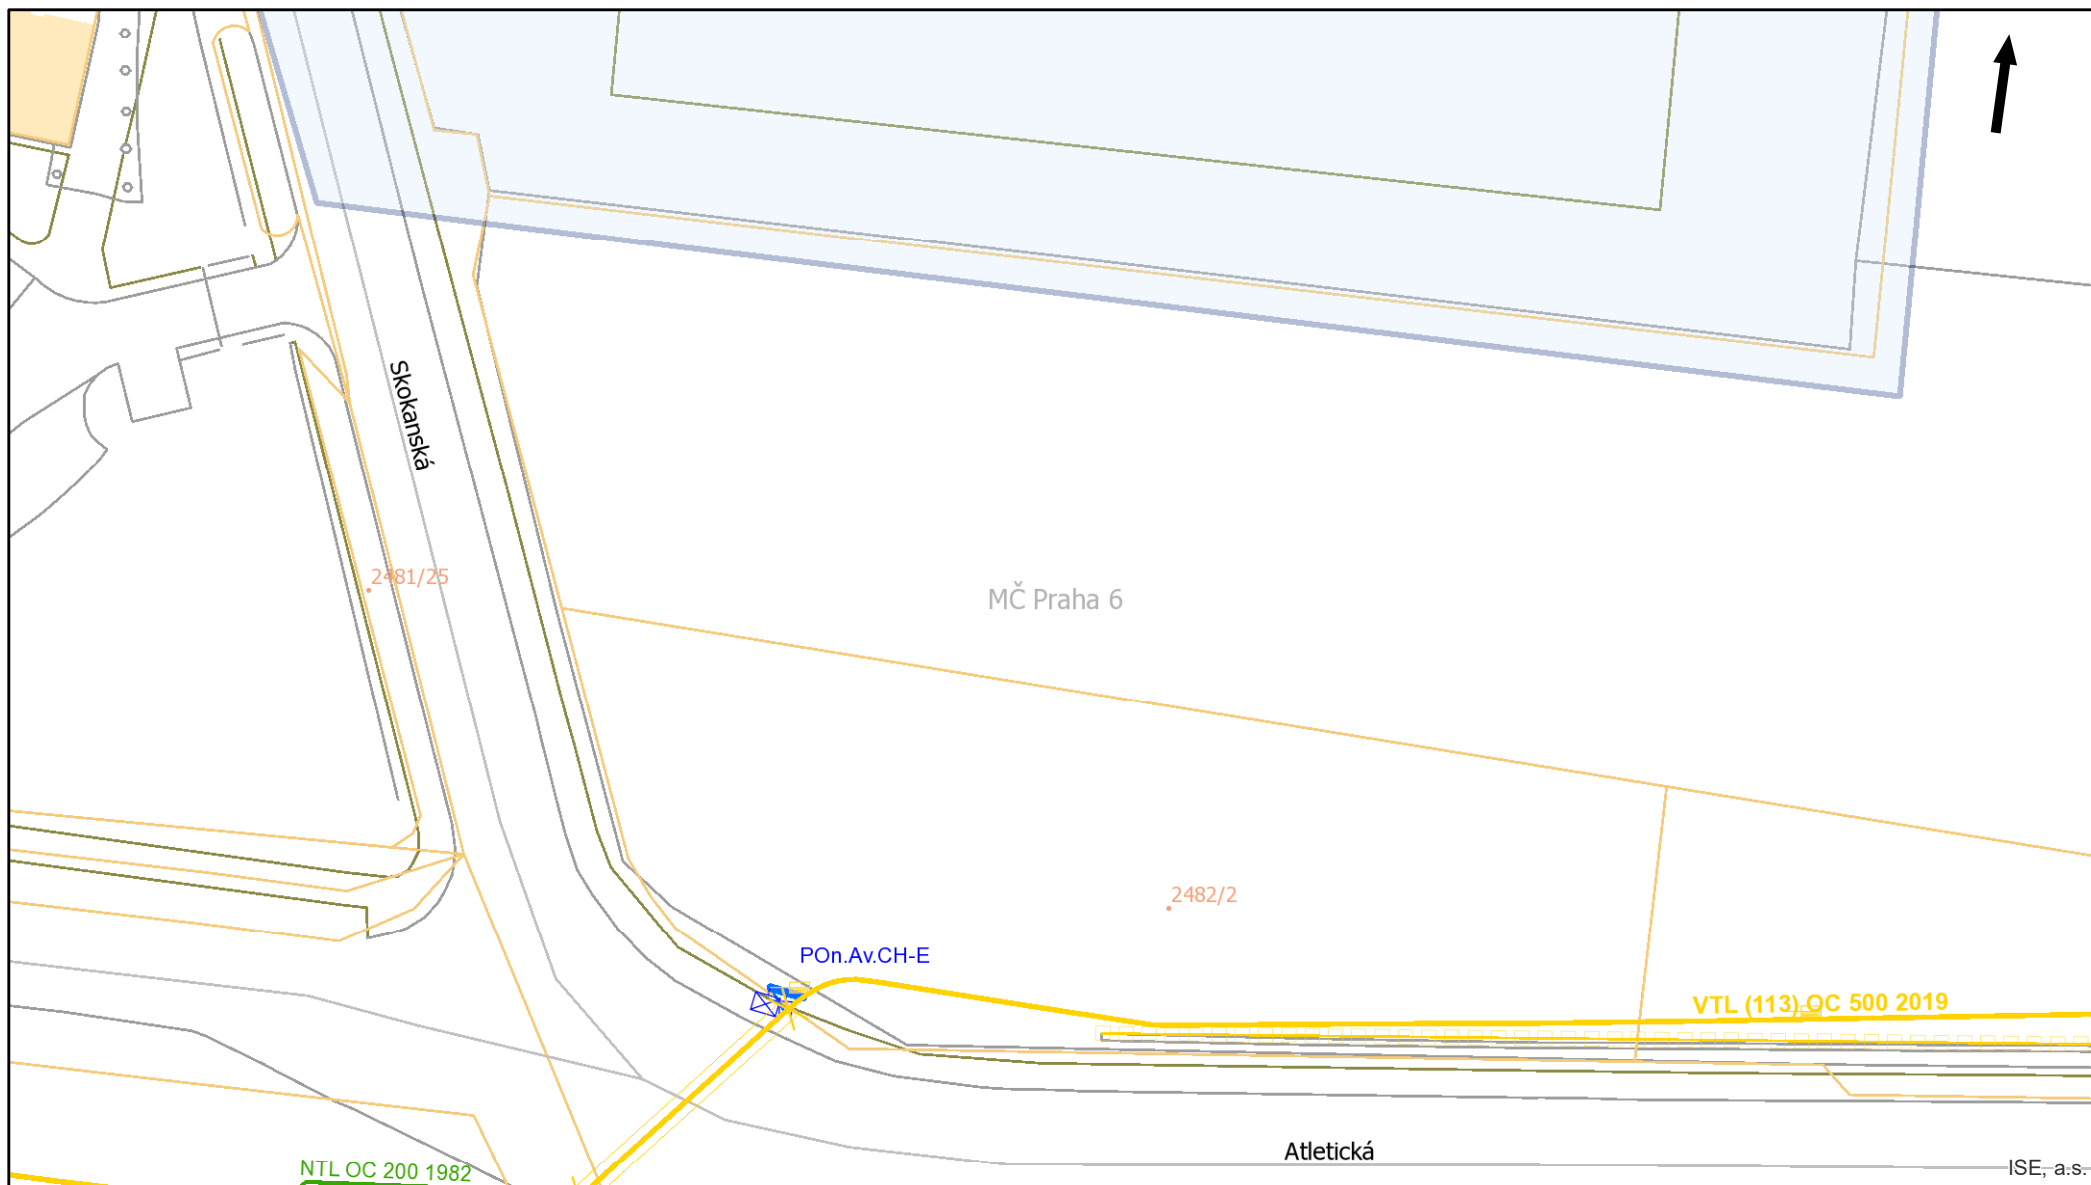 Skokanská
2481/25
MČ Praha 6
2482/2
POn.Av.CH-E
VTL (113) OC 500 2019
Atletická
NTL OC 200 1982
ISE, a.s.